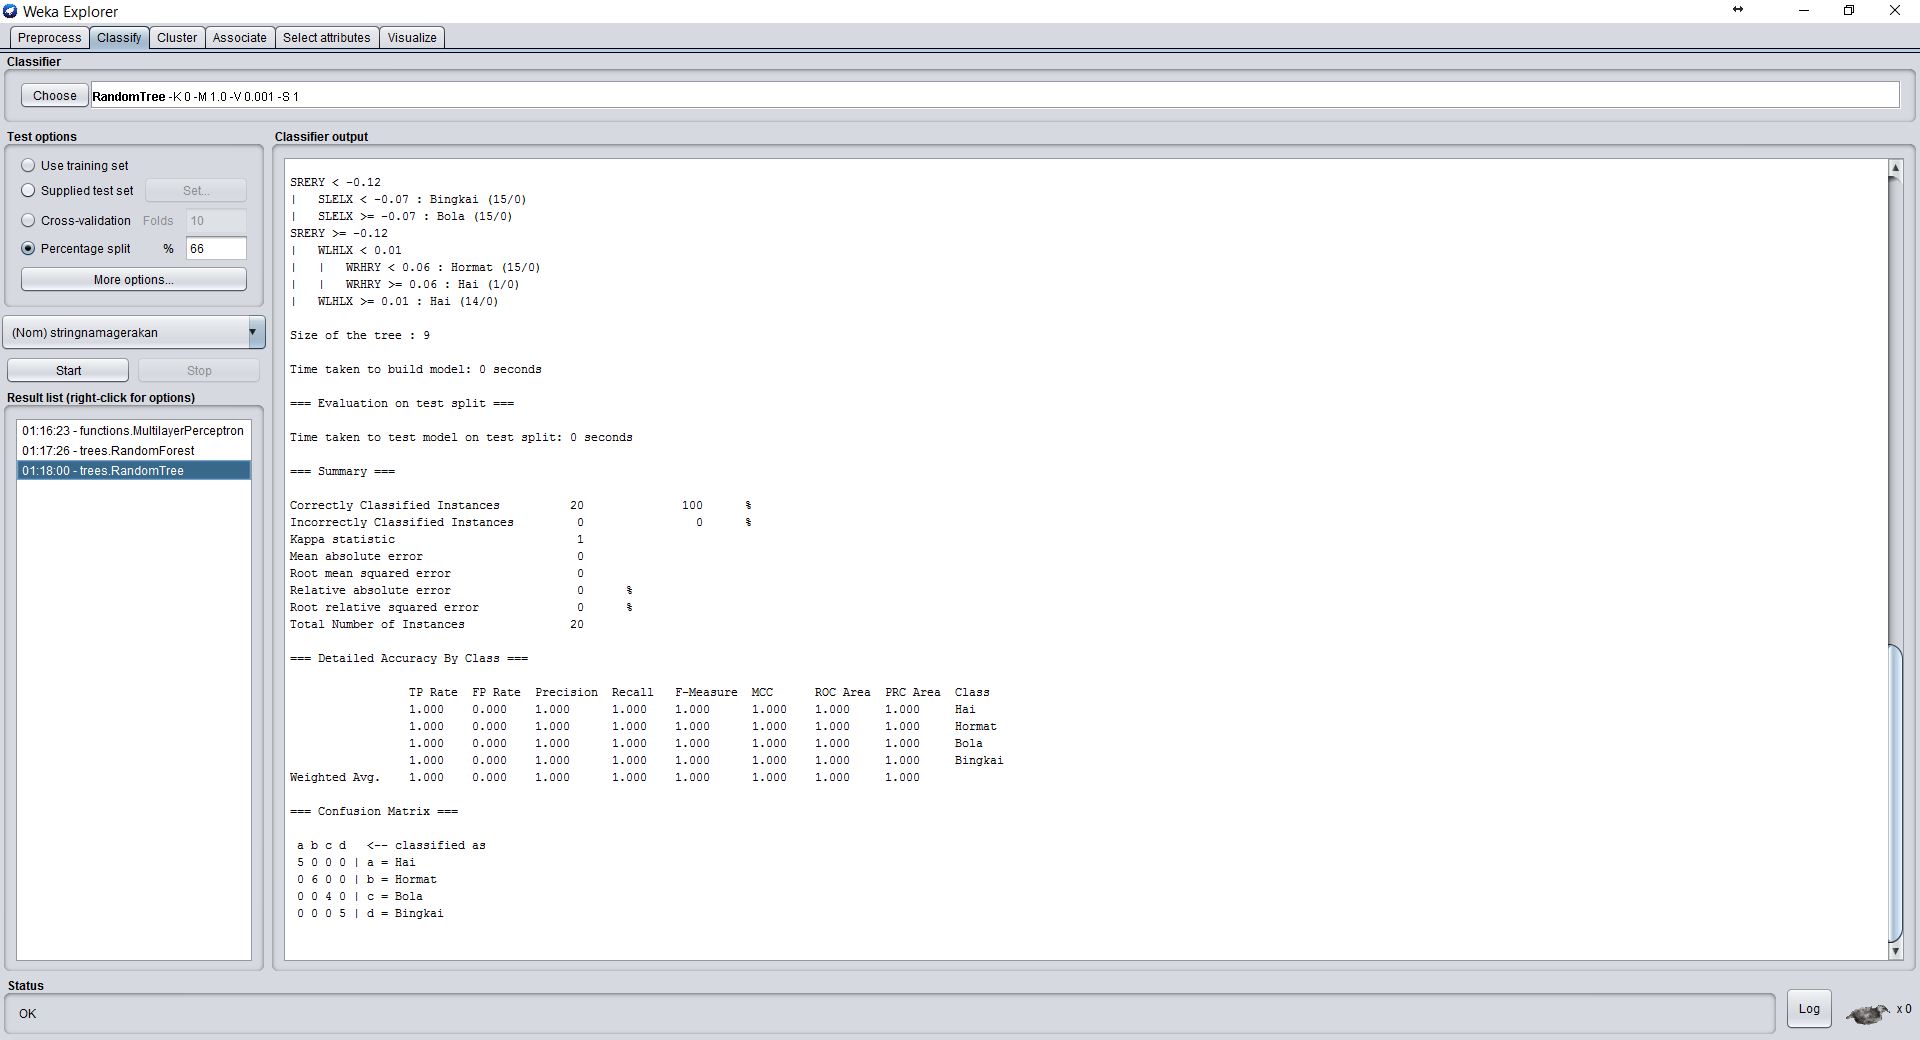 Weka Explorer
Preprocess Classify Cluster Associate Select attributes Visualize
Classifier
Choose RandomTree -K 0 -M 1.0 -V 0.001 -S 1
Test options
Use training set
Supplied test set Set...
Cross-validation Folds 10
Percentage split % 66
More options...
(Nom) stringnamagerakan
Start Stop
Result list (right-click for options)
01:16:23 - functions.MultilayerPerceptron
01:17:26 - trees.RandomForest
01:18:00 - trees.RandomTree
Classifier output
SRERY < -0.12
| SLELX < -0.07 : Bingkai (15/0)
| SLELX >= -0.07 : Bola (15/0)
SRERY >= -0.12
| WLHLX < 0.01
| | WRHRY < 0.06 : Hormat (15/0)
| | WRHRY >= 0.06 : Hai (1/0)
| WLHLX >= 0.01 : Hai (14/0)
Size of the tree : 9
Time taken to build model: 0 seconds
=== Evaluation on test split ===
Time taken to test model on test split: 0 seconds
=== Summary ===
Correctly Classified Instances 20 100 %
Incorrectly Classified Instances 0 0 %
Kappa statistic 1
Mean absolute error 0
Root mean squared error 0
Relative absolute error 0 %
Root relative squared error 0 %
Total Number of Instances 20
=== Detailed Accuracy By Class ===
TP Rate FP Rate Precision Recall F-Measure MCC ROC Area PRC Area Class
1.000 0.000 1.000 1.000 1.000 1.000 1.000 1.000 Hai
1.000 0.000 1.000 1.000 1.000 1.000 1.000 1.000 Hormat
1.000 0.000 1.000 1.000 1.000 1.000 1.000 1.000 Bola
1.000 0.000 1.000 1.000 1.000 1.000 1.000 1.000 Bingkai
Weighted Avg. 1.000 0.000 1.000 1.000 1.000 1.000 1.000 1.000
=== Confusion Matrix ===
a b c d <-- classified as
5 0 0 0 | a = Hai
0 6 0 0 | b = Hormat
0 0 4 0 | c = Bola
0 0 0 5 | d = Bingkai
Status
OK
Log x 0